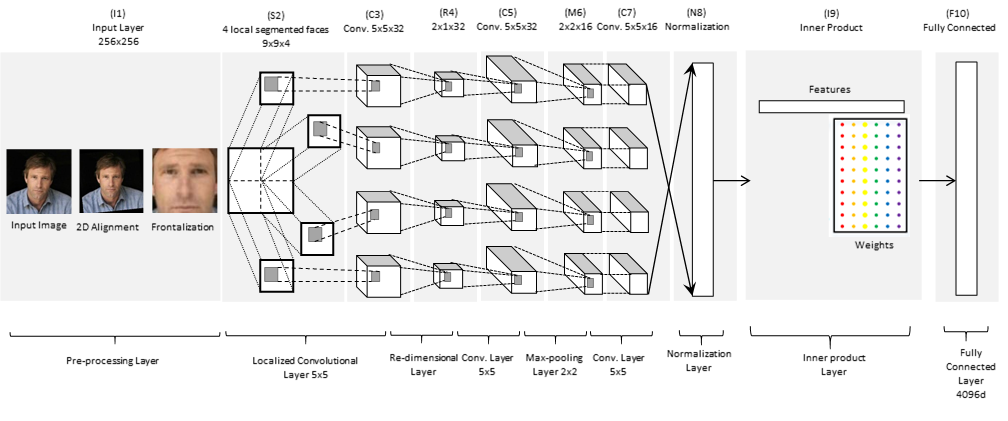 (I1)
Input Layer
256x256
(S2)
4 local segmented faces
9x9x4
(C3)
Conv. 5x5x32
(R4)
2x1x32
(C5)
Conv. 5x5x32
(M6)
2x2x16
(C7)
Conv. 5x5x16
(N8)
Normalization
(I9)
Inner Product
(F10)
Fully Connected
Features
Weights
Input Image
2D Alignment
Frontalization
Pre-processing Layer
Localized Convolutional
Layer 5x5
Re-dimensional
Layer
Conv. Layer
5x5
Max-pooling
Layer 2x2
Conv. Layer
5x5
Normalization
Layer
Inner product
Layer
Fully
Connected
Layer
4096d